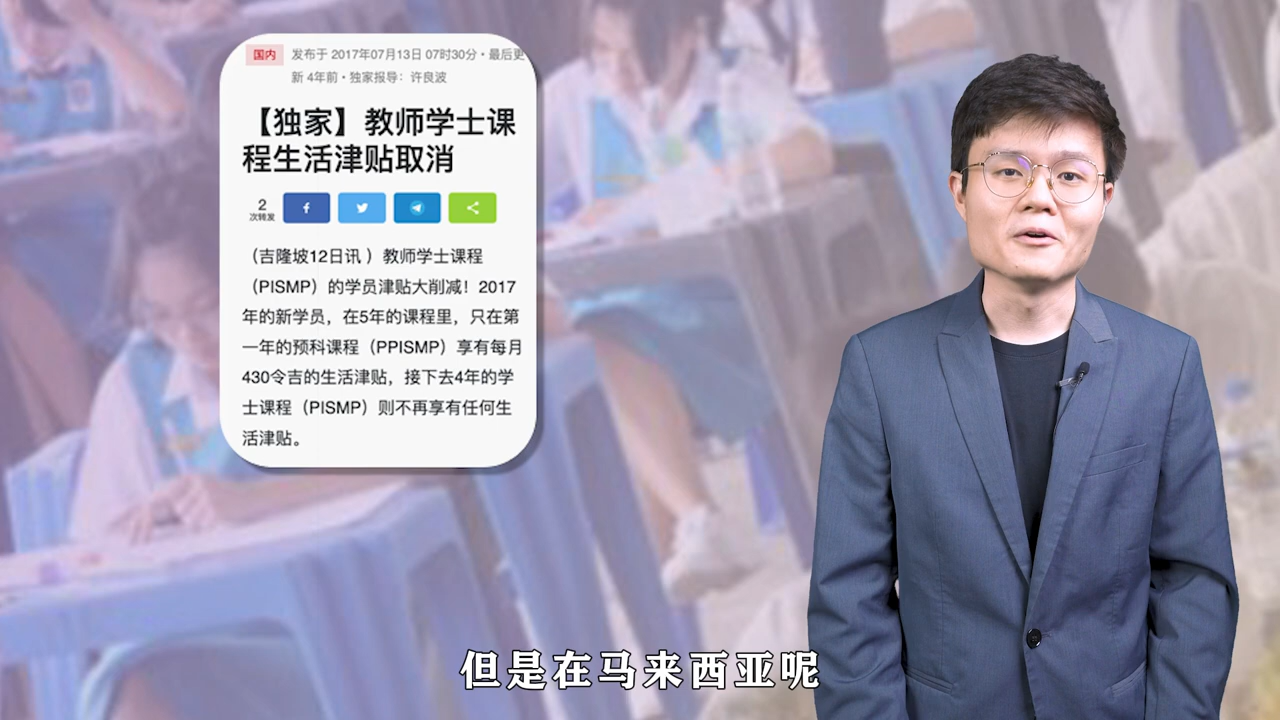 国内 发布于 2017年07月13日 07时30分·最后更
新 4年前·独家报导：许良波
【独家】教师学士课
程生活津贴取消
2
次转发
（吉隆坡12日讯 ）教师学士课程
（PISMP）的学员津贴大削减！2017
年的新学员，在5年的课程里，只在第
一年的预科课程（PPISMP）享有每月
430令吉的生活津贴，接下去4年的学
士课程（PISMP）则不再享有任何生
活津贴。
但是在马来西亚呢